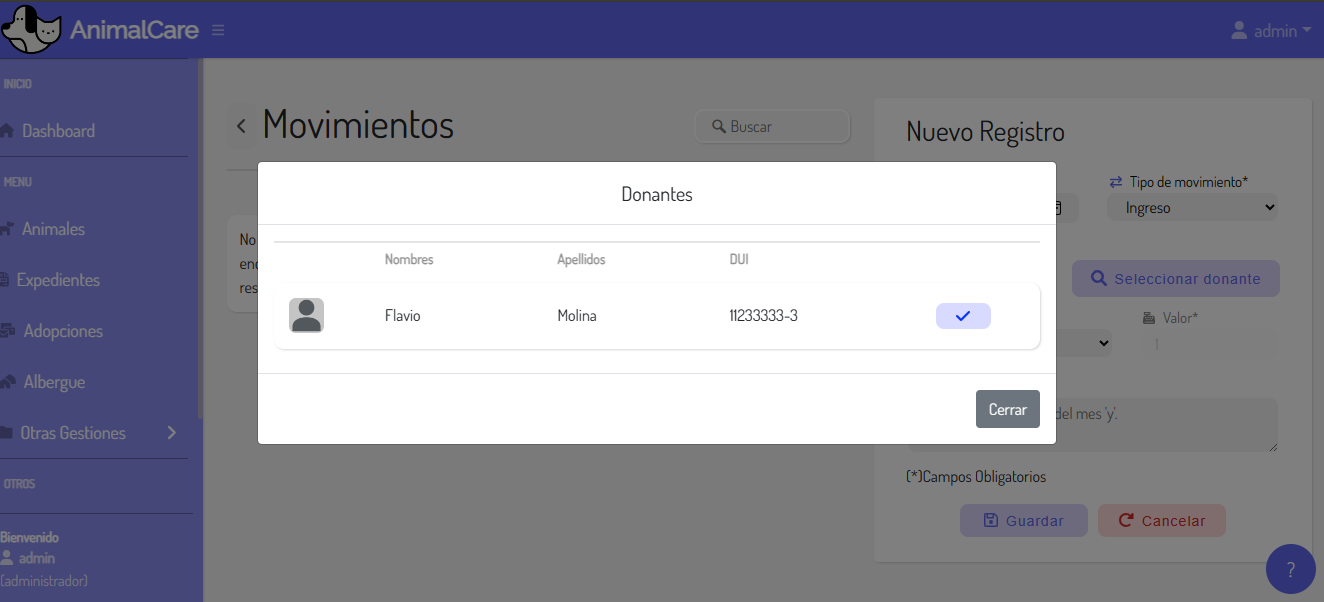 AnimalCare
admin
INICIO
Dashboard
MENU
Animales
Expedientes
Adopciones
Albergue
Otras Gestiones
OTROS
Bienvenido
admin
(administrador)
Movimientos
Buscar
No
res
Donantes
Nombres Apellidos DUI
Flavio Molina 11233333-3
Cerrar
Nuevo Registro
Tipo de movimiento*
Ingreso
Seleccionar donante
Valor*
1
del mes 'y'.
(*)Campos Obligatorios
Guardar Cancelar
?